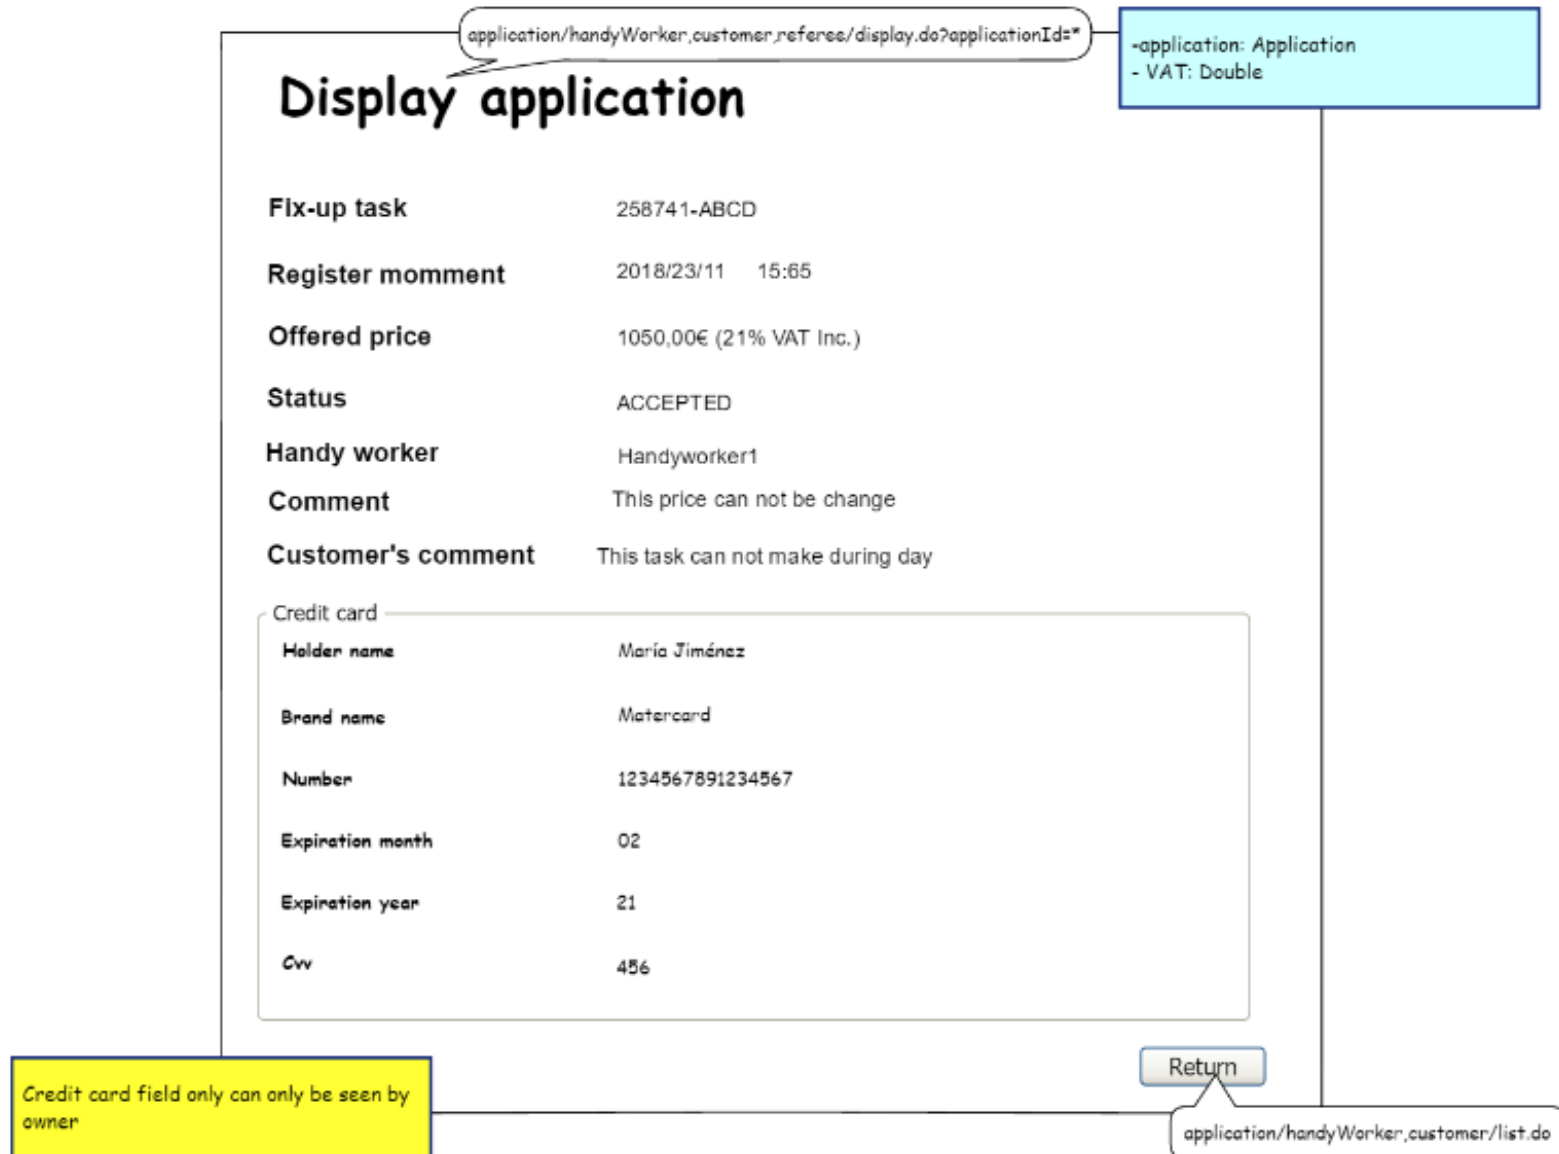 application/handyWorker,customer,referee/display.do?applicationId=*
-application: Application
- VAT: Double
Display application
Fix-up task 258741-ABCD
Register momment 2018/23/11 15:65
Offered price 1050,00€ (21% VAT Inc.)
Status ACCEPTED
Handy worker Handyworker1
Comment This price can not be change
Customer's comment This task can not make during day
Credit card
Holder name María Jiménez
Brand name Matercard
Number 1234567891234567
Expiration month 02
Expiration year 21
Cvv 456
Return
Credit card field only can only be seen by
owner
application/handyWorker,customer/list.do